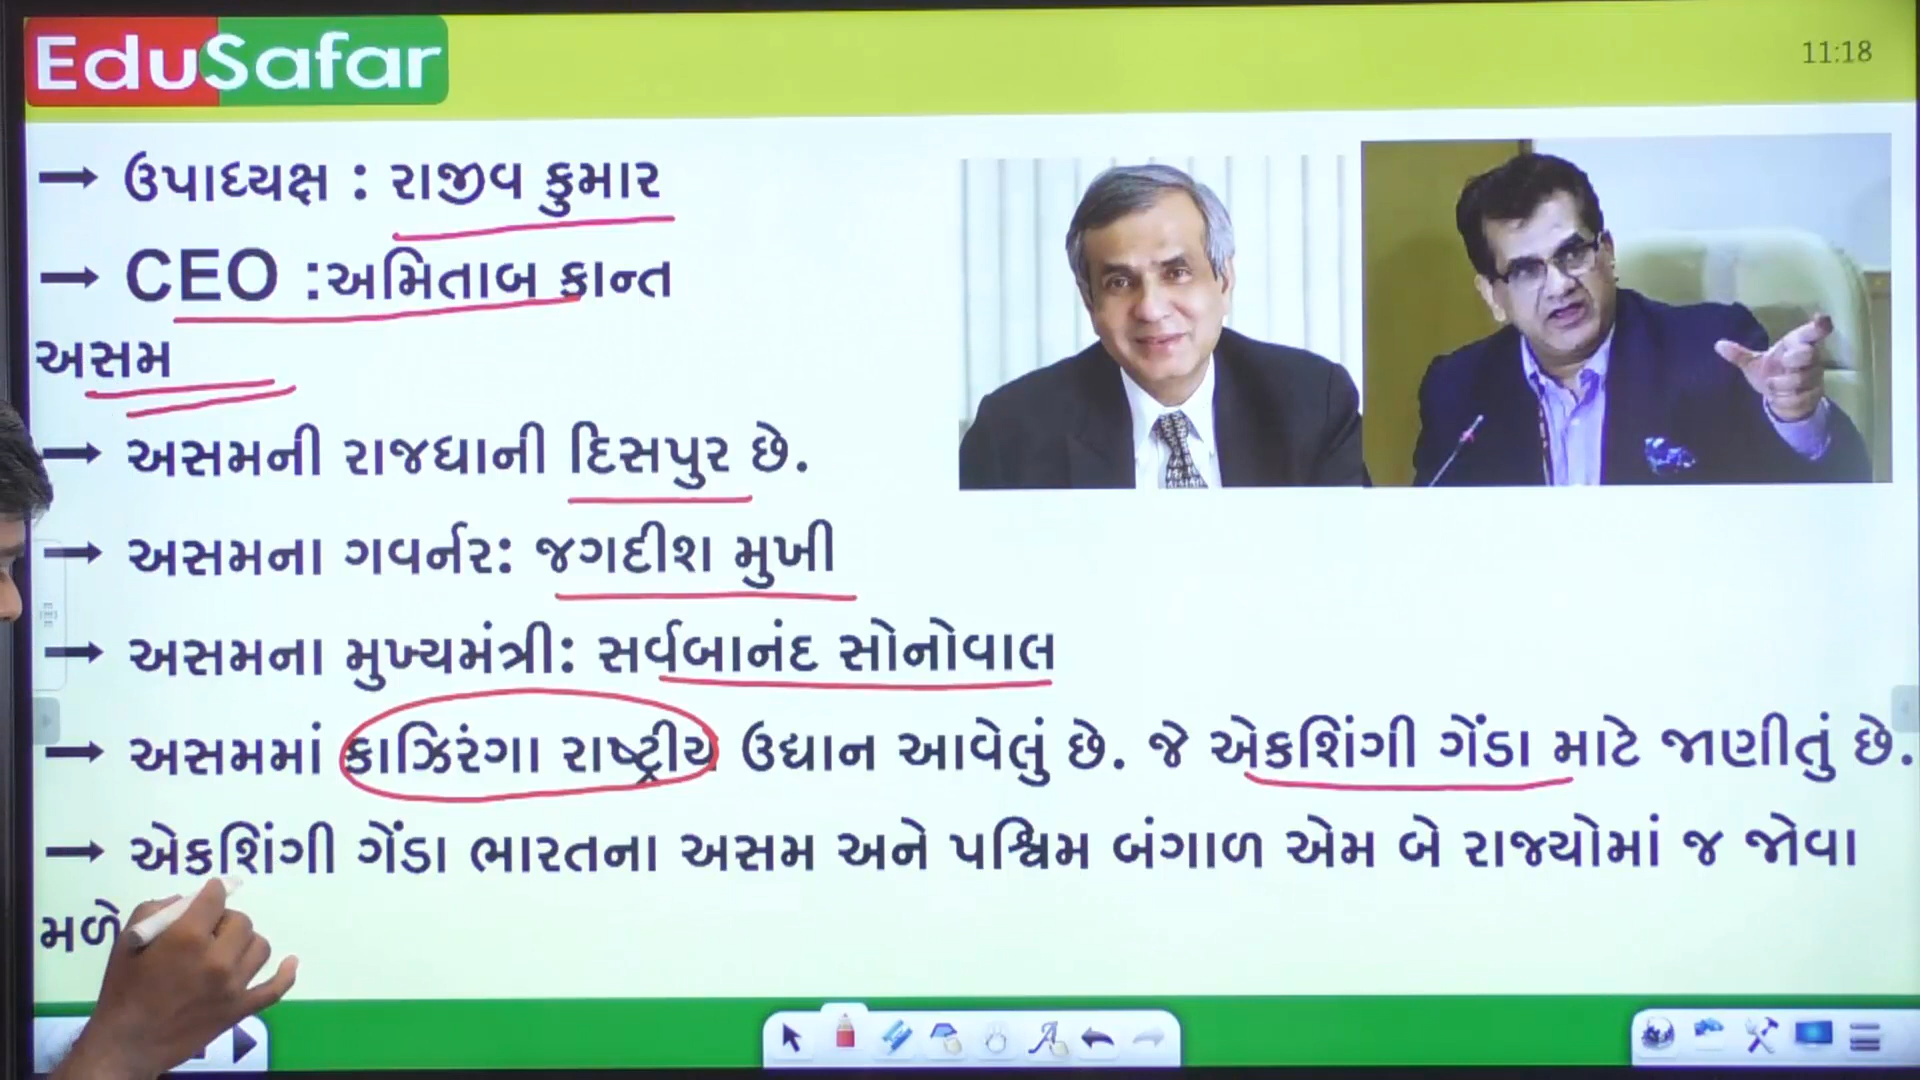 EduSafar
11:18
→ ઉપાધ્યક્ષ : રાજીવ કુમાર
→ CEO :અમિતાબ કાન્ત
અસમ
→ અસમની રાજધાની દિસપુર છે.
→ અસમના ગવર્નર: જગદીશ મુખી
→ અસમના મુખ્યમંત્રી: સર્વબાનંદ સોનોવાલ
→ અસમમાં કાઝિરંગા રાષ્ટ્રીય ઉદ્યાન આવેલું છે. જે એકશિંગી ગેંડા માટે જાણીતું છે.
→ એકશિંગી ગેંડા ભારતના અસમ અને પશ્ચિમ બંગાળ એમ બે રાજ્યોમાં જ જોવા
મળે